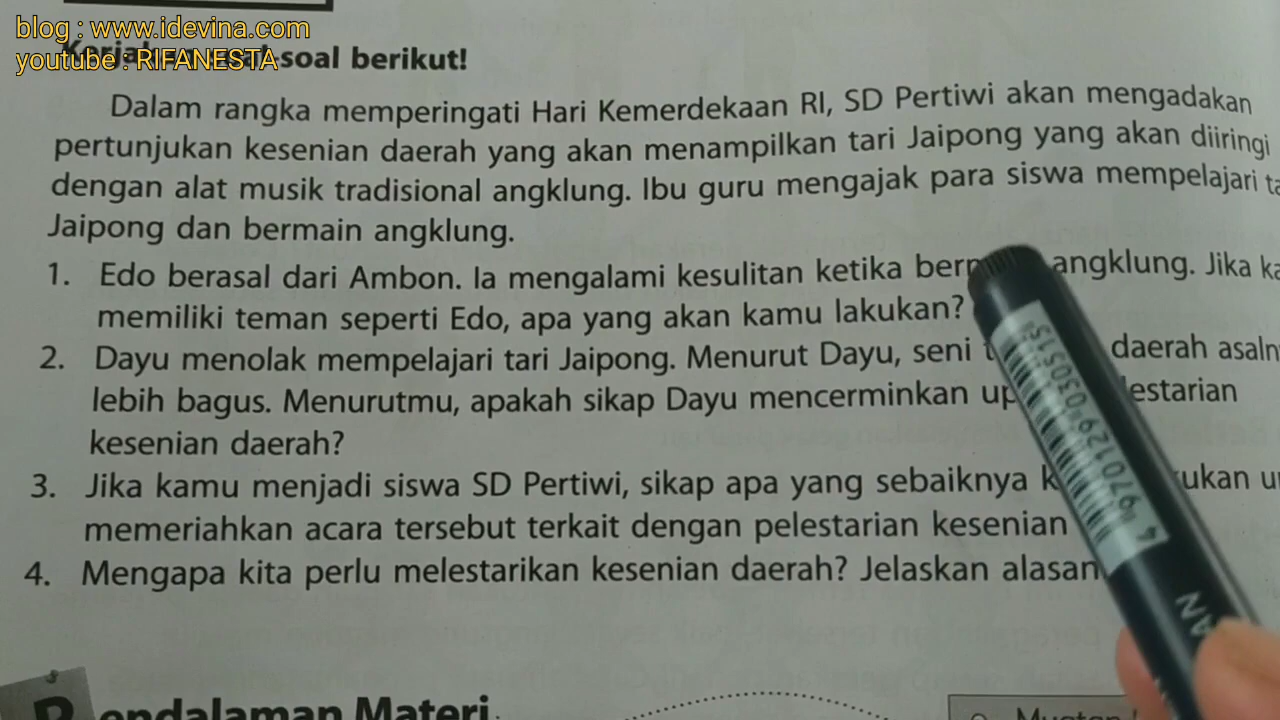 blog : www.idevina.com
youtube : RIFANESTA
soal berikut!
Dalam rangka memperingati Hari Kemerdekaan RI, SD Pertiwi akan mengadakan
pertunjukan kesenian daerah yang akan menampilkan tari Jaipong yang akan diiringi
dengan alat musik tradisional angklung. Ibu guru mengajak para siswa mempelajari
Jaipong dan bermain angklung.
1. Edo berasal dari Ambon. Ia mengalami kesulitan ketika angklung. Jika
memiliki teman seperti Edo, apa yang akan kamu lakukan?
2. Dayu menolak mempelajari tari Jaipong. Menurut Dayu, seni daerah
lebih bagus. Menurutmu, apakah sikap Dayu mencerminkan
kesenian daerah?
3. Jika kamu menjadi siswa SD Pertiwi, sikap apa yang sebaiknya
memeriahkan acara tersebut terkait dengan pelestarian kesenian
4. Mengapa kita perlu melestarikan kesenian daerah? Jelaskan
Materi